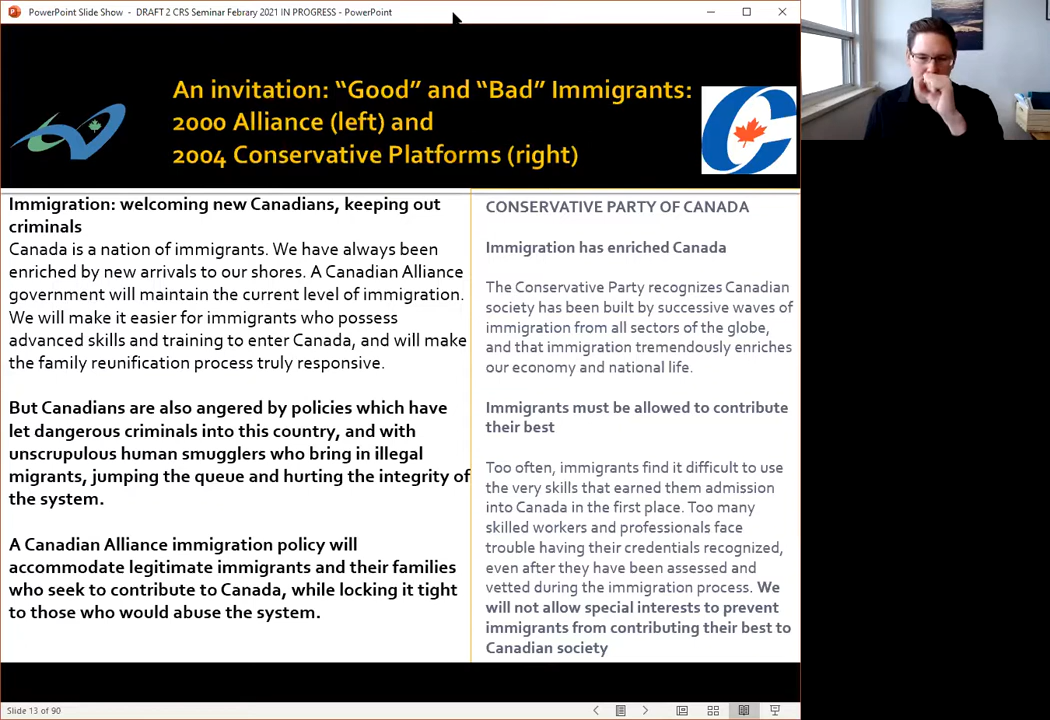 PowerPoint Slide Show - DRAFT 2 CRS Seminar Febrary 2021 IN PROGRESS - PowerPoint
An invitation: “Good” and “Bad” Immigrants:
2000 Alliance (left) and
2004 Conservative Platforms (right)
Immigration: welcoming new Canadians, keeping out
criminals
Canada is a nation of immigrants. We have always been
enriched by new arrivals to our shores. A Canadian Alliance
government will maintain the current level of immigration.
We will make it easier for immigrants who possess
advanced skills and training to enter Canada, and will make
the family reunification process truly responsive.
But Canadians are also angered by policies which have
let dangerous criminals into this country, and with
unscrupulous human smugglers who bring in illegal
migrants, jumping the queue and hurting the integrity of
the system.
A Canadian Alliance immigration policy will
accommodate legitimate immigrants and their families
who seek to contribute to Canada, while locking it tight
to those who would abuse the system.
CONSERVATIVE PARTY OF CANADA
Immigration has enriched Canada
The Conservative Party recognizes Canadian
society has been built by successive waves of
immigration from all sectors of the globe,
and that immigration tremendously enriches
our economy and national life.
Immigrants must be allowed to contribute
their best
Too often, immigrants find it difficult to use
the very skills that earned them admission
into Canada in the first place. Too many
skilled workers and professionals face
trouble having their credentials recognized,
even after they have been assessed and
vetted during the immigration process. We
will not allow special interests to prevent
immigrants from contributing their best to
Canadian society
Slide 13 of 90